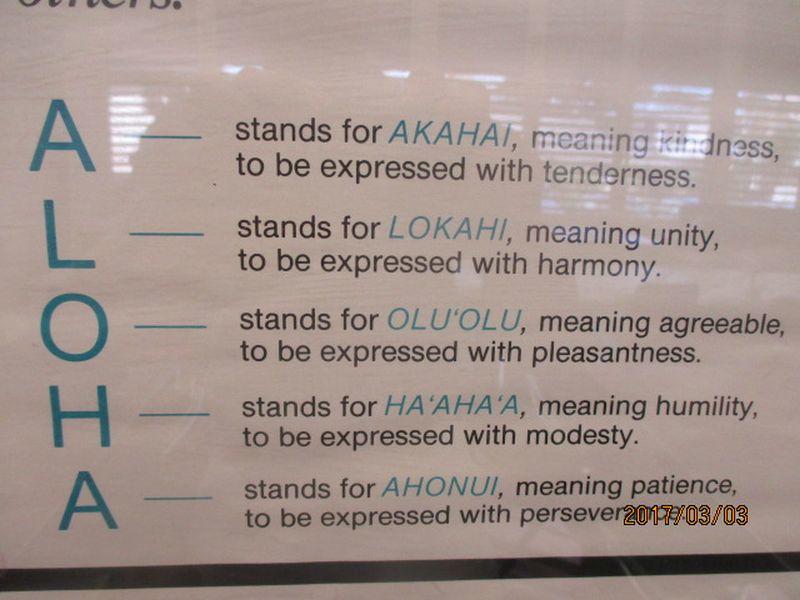 others.
A — stands for AKAHAI, meaning kindness,
to be expressed with tenderness.
L — stands for LOKAHI, meaning unity,
to be expressed with harmony.
O — stands for OLU‘OLU, meaning agreeable,
to be expressed with pleasantness.
H — stands for HA‘AHA‘A, meaning humility,
to be expressed with modesty.
A — stands for AHONUI, meaning patience,
to be expressed with
2017/03/03